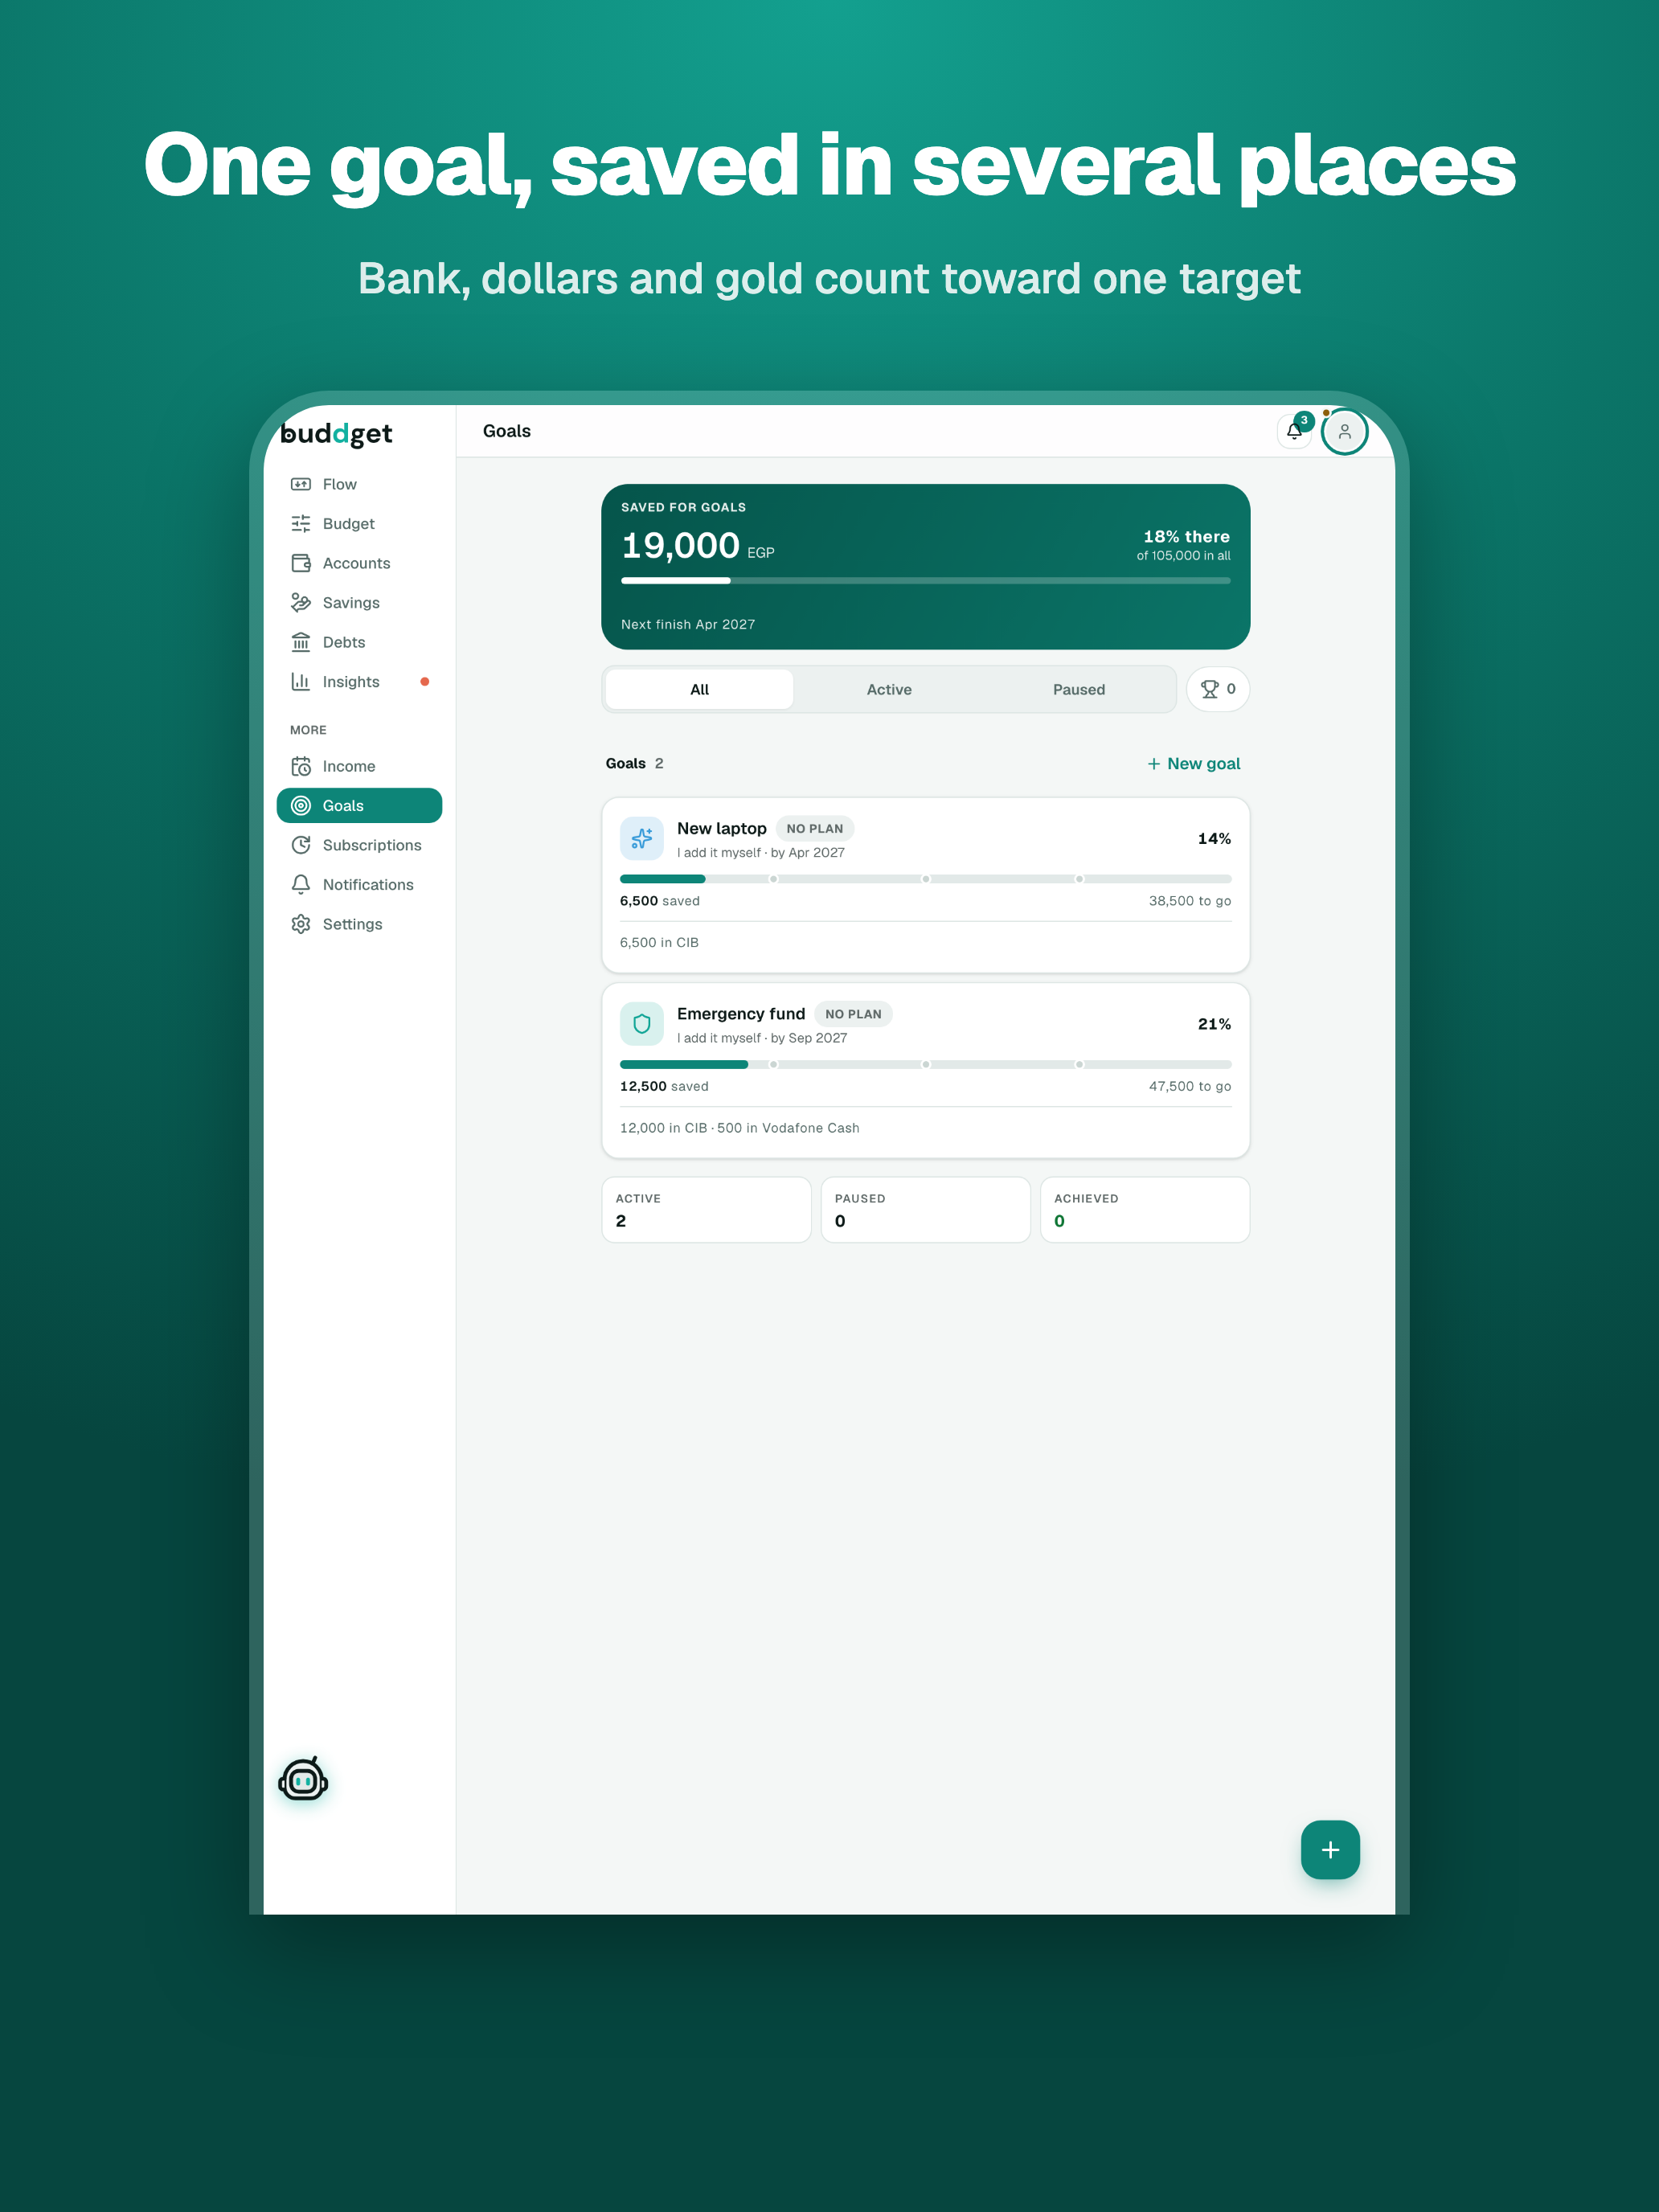 One goal, saved in several places
Bank, dollars and gold count toward one target
buddget
Goals
3
Flow
Budget
Accounts
Savings
Debts
Insights
MORE
Income
Goals
Subscriptions
Notifications
Settings
SAVED FOR GOALS
19,000 EGP
18% there
of 105,000 in all
Next finish Apr 2027
All Active Paused 0
Goals 2 + New goal
New laptop NO PLAN 14%
I add it myself · by Apr 2027
6,500 saved 38,500 to go
6,500 in CIB
Emergency fund NO PLAN 21%
I add it myself · by Sep 2027
12,500 saved 47,500 to go
12,000 in CIB · 500 in Vodafone Cash
ACTIVE PAUSED ACHIEVED
2 0 0